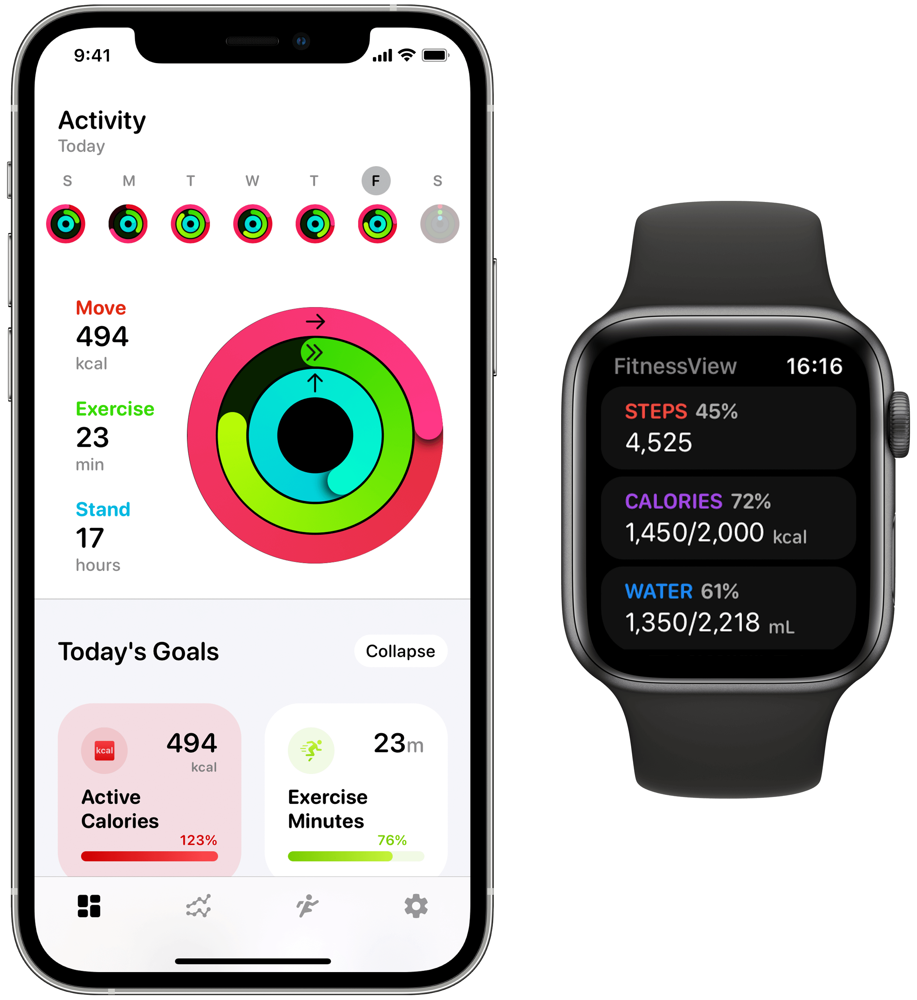 9:41
Activity
Today
S M T W T F S
Move
494
kcal
Exercise
23
min
Stand
17
hours
Today's Goals
Collapse
kcal
494
kcal
Active
Calories
123%
23m
Exercise
Minutes
76%
FitnessView 16:16
STEPS 45%
4,525
CALORIES 72%
1,450/2,000 kcal
WATER 61%
1,350/2,218 mL